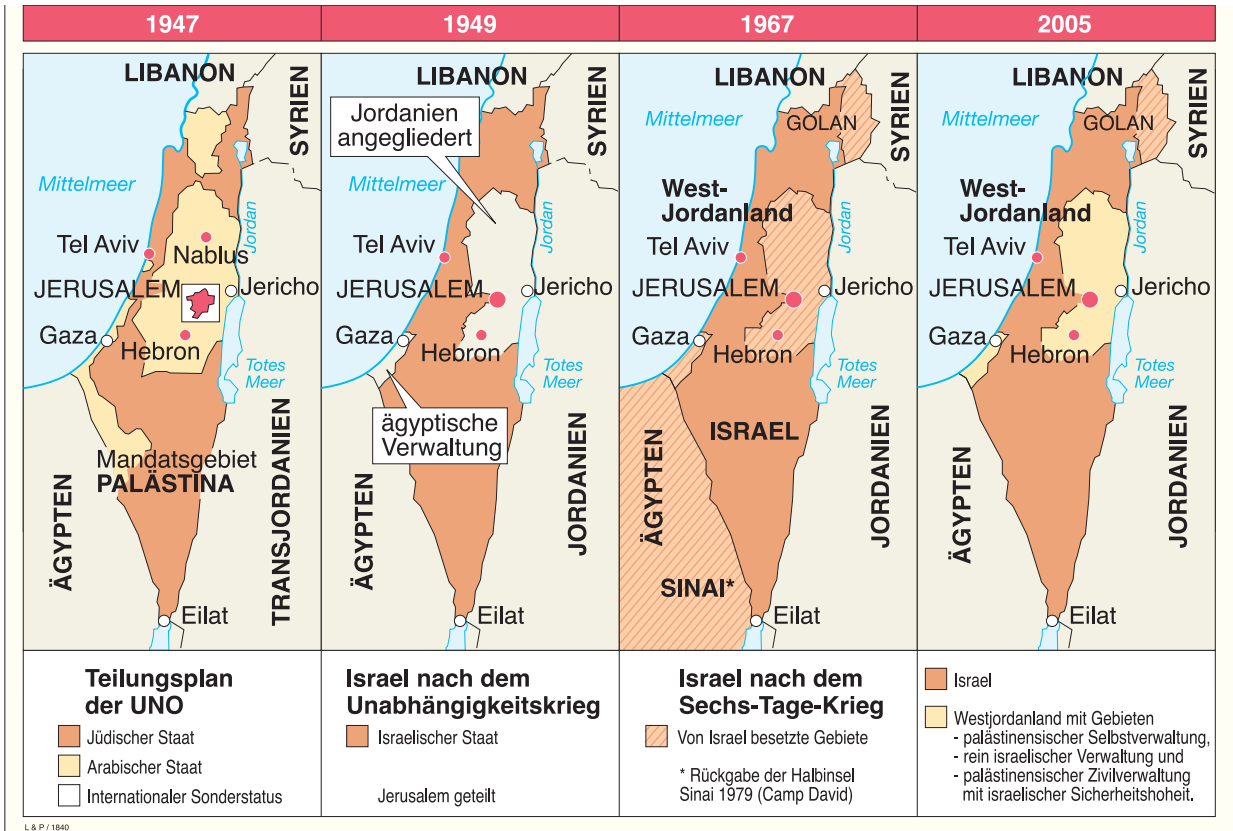 1947
1949
1967
2005
LIBANON
SYRIEN
Mittelmeer
Jordan
Tel Aviv
Nablus
JERUSALEM
Jericho
Gaza
Hebron
Totes
Meer
Mandatsgebiet
PALÄSTINA
ÄGYPTEN
TRANSJORDANIEN
Eilat
LIBANON
SYRIEN
Jordanien
angegliedert
Mittelmeer
Jordan
Tel Aviv
JERUSALEM
Jericho
Gaza
Hebron
Totes
Meer
ägyptische
Verwaltung
ÄGYPTEN
JORDANIEN
Eilat
LIBANON
SYRIEN
Mittelmeer
GOLAN
West-
Jordanland
Jordan
Tel Aviv
JERUSALEM
Jericho
Gaza
Hebron
Totes
Meer
ISRAEL
ÄGYPTEN
JORDANIEN
SINAI*
Eilat
LIBANON
SYRIEN
Mittelmeer
GOLAN
West-
Jordanland
Jordan
Tel Aviv
JERUSALEM
Jericho
Gaza
Hebron
Totes
Meer
ÄGYPTEN
JORDANIEN
Eilat
Teilungsplan
der UNO
Jüdischer Staat
Arabischer Staat
Internationaler Sonderstatus
Israel nach dem
Unabhängigkeitskrieg
Israelischer Staat
Jerusalem geteilt
Israel nach dem
Sechs-Tage-Krieg
Von Israel besetzte Gebiete
* Rückgabe der Halbinsel
Sinai 1979 (Camp David)
Israel
Westjordanland mit Gebieten
- palästinensischer Selbstverwaltung,
- rein israelischer Verwaltung und
- palästinensischer Zivilverwaltung
mit israelischer Sicherheitshoheit.
L & P / 1840